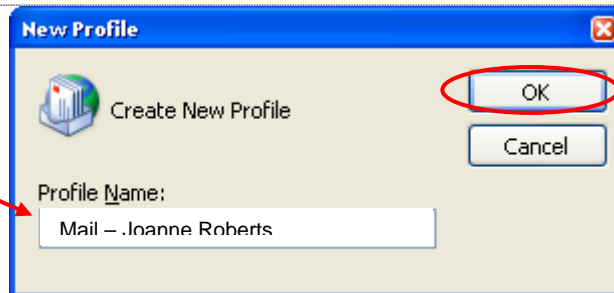 New Profile
Create New Profile
OK
Cancel
Profile Name:
Mail – Joanne Roberts